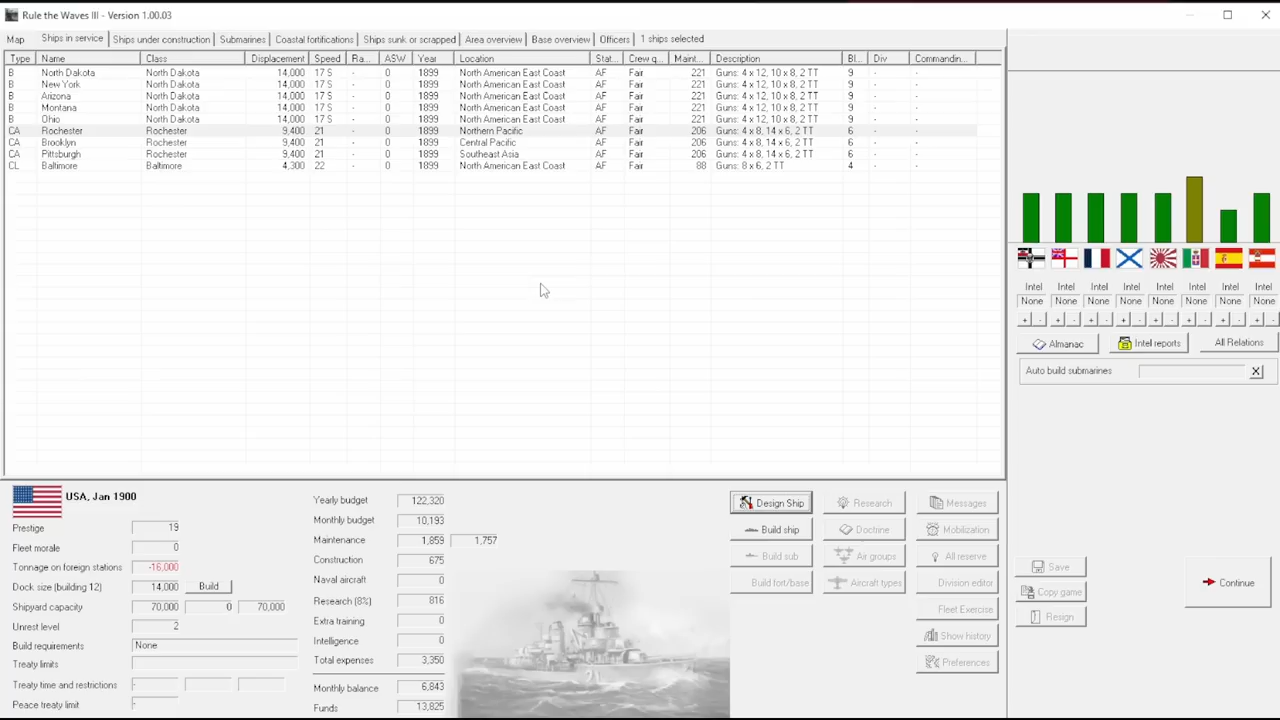 Rule the Waves III - Version 1.00.03
Map Ships in service Ships under construction Submarines Coastal fortifications Ships sunk or scrapped Area overview Base overview Officers 1 ships selected
Type Name Class Displacement Speed Ra... ASW Year Location Stat... Crew q... Maint... Description Bl... Div Commandin...
B North Dakota North Dakota 14,000 17 S - 0 1899 North American East Coast AF Fair 221 Guns: 4 x 12, 10 x 8, 2 TT 9 - -
B New York North Dakota 14,000 17 S - 0 1899 North American East Coast AF Fair 221 Guns: 4 x 12, 10 x 8, 2 TT 9 - -
B Arizona North Dakota 14,000 17 S - 0 1899 North American East Coast AF Fair 221 Guns: 4 x 12, 10 x 8, 2 TT 9 - -
B Montana North Dakota 14,000 17 S - 0 1899 North American East Coast AF Fair 221 Guns: 4 x 12, 10 x 8, 2 TT 9 - -
B Ohio North Dakota 14,000 17 S - 0 1899 North American East Coast AF Fair 221 Guns: 4 x 12, 10 x 8, 2 TT 9 - -
CA Rochester Rochester 9,400 21 - 0 1899 Northern Pacific AF Fair 206 Guns: 4 x 8, 14 x 6, 2 TT 6 - -
CA Brooklyn Rochester 9,400 21 - 0 1899 Central Pacific AF Fair 206 Guns: 4 x 8, 14 x 6, 2 TT 6 - -
CA Pittsburgh Rochester 9,400 21 - 0 1899 Southeast Asia AF Fair 206 Guns: 4 x 8, 14 x 6, 2 TT 6 - -
CL Baltimore Baltimore 4,300 22 - 0 1899 North American East Coast AF Fair 88 Guns: 8 x 6, 2 TT 4 - -
Intel Intel Intel Intel Intel Intel Intel Intel
None None None None None None None None
+ - + - + - + - + - + - + - + -
Almanac Intel reports All Relations
Auto build submarines X
USA, Jan 1900
Prestige 19
Fleet morale 0
Tonnage on foreign stations -16,000
Dock size (building 12) 14,000 Build
Shipyard capacity 70,000 0 70,000
Unrest level 2
Build requirements None
Treaty limits
Treaty time and restrictions -
Peace treaty limit -
Yearly budget 122,320
Monthly budget 10,193
Maintenance 1,859 1,757
Construction 675
Naval aircraft 0
Research (8%) 816
Extra training 0
Intelligence 0
Total expenses 3,350
Monthly balance 6,843
Funds 13,825
Design Ship Research Messages
Build ship Doctrine Mobilization
Build sub Air groups All reserve
Build fort/base Aircraft types Division editor
Fleet Exercise
Show history
Preferences
Save
Copy game
Resign
Continue